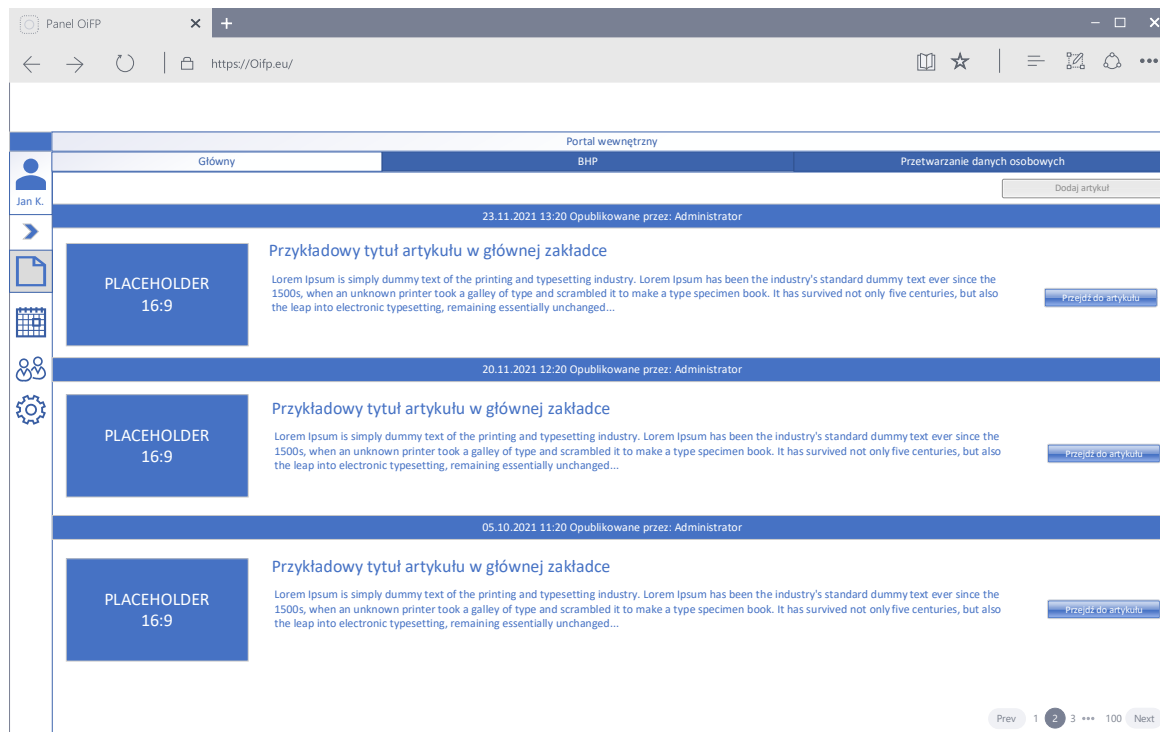 Panel OiFP
https://Oifp.eu/
Portal wewnętrzny
Główny
BHP
Przetwarzanie danych osobowych
Jan K.
Dodaj artykuł
23.11.2021 13:20 Opublikowane przez: Administrator
PLACEHOLDER
16:9
Przykładowy tytuł artykułu w głównej zakładce
Lorem Ipsum is simply dummy text of the printing and typesetting industry. Lorem Ipsum has been the industry's standard dummy text ever since the
1500s, when an unknown printer took a galley of type and scrambled it to make a type specimen book. It has survived not only five centuries, but also
the leap into electronic typesetting, remaining essentially unchanged...
Przejdź do artykułu
20.11.2021 12:20 Opublikowane przez: Administrator
PLACEHOLDER
16:9
Przykładowy tytuł artykułu w głównej zakładce
Lorem Ipsum is simply dummy text of the printing and typesetting industry. Lorem Ipsum has been the industry's standard dummy text ever since the
1500s, when an unknown printer took a galley of type and scrambled it to make a type specimen book. It has survived not only five centuries, but also
the leap into electronic typesetting, remaining essentially unchanged...
Przejdź do artykułu
05.10.2021 11:20 Opublikowane przez: Administrator
PLACEHOLDER
16:9
Przykładowy tytuł artykułu w głównej zakładce
Lorem Ipsum is simply dummy text of the printing and typesetting industry. Lorem Ipsum has been the industry's standard dummy text ever since the
1500s, when an unknown printer took a galley of type and scrambled it to make a type specimen book. It has survived not only five centuries, but also
the leap into electronic typesetting, remaining essentially unchanged...
Przejdź do artykułu
Prev 1 2 3 ••• 100 Next